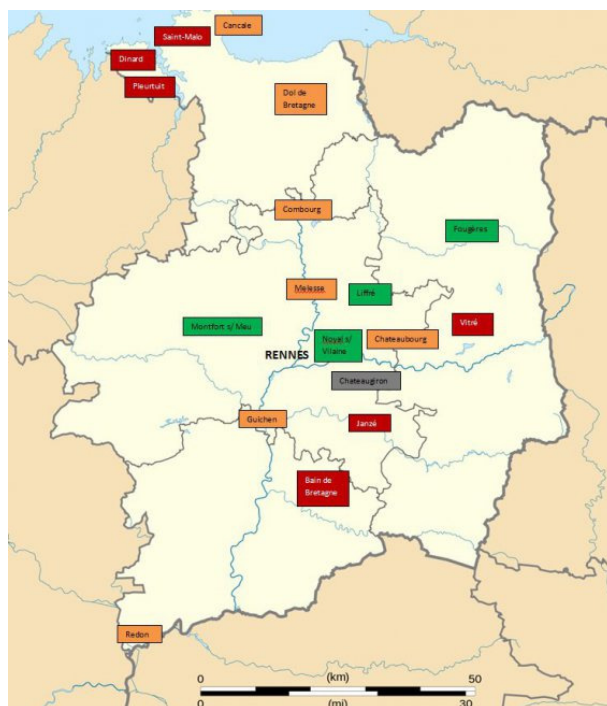 Cancale
Saint-Malo
Dinard
Pleurtuit
Dol de
Bretagne
Combourg
Fougères
Melesse
Liffré
Montfort s/ Meu
Noyal s/
Vilaine
Chateaubourg
Vitré
RENNES
Chateaugiron
Guichen
Janzé
Bain de
Bretagne
Redon
0 (km) 50
0 (mi) 30